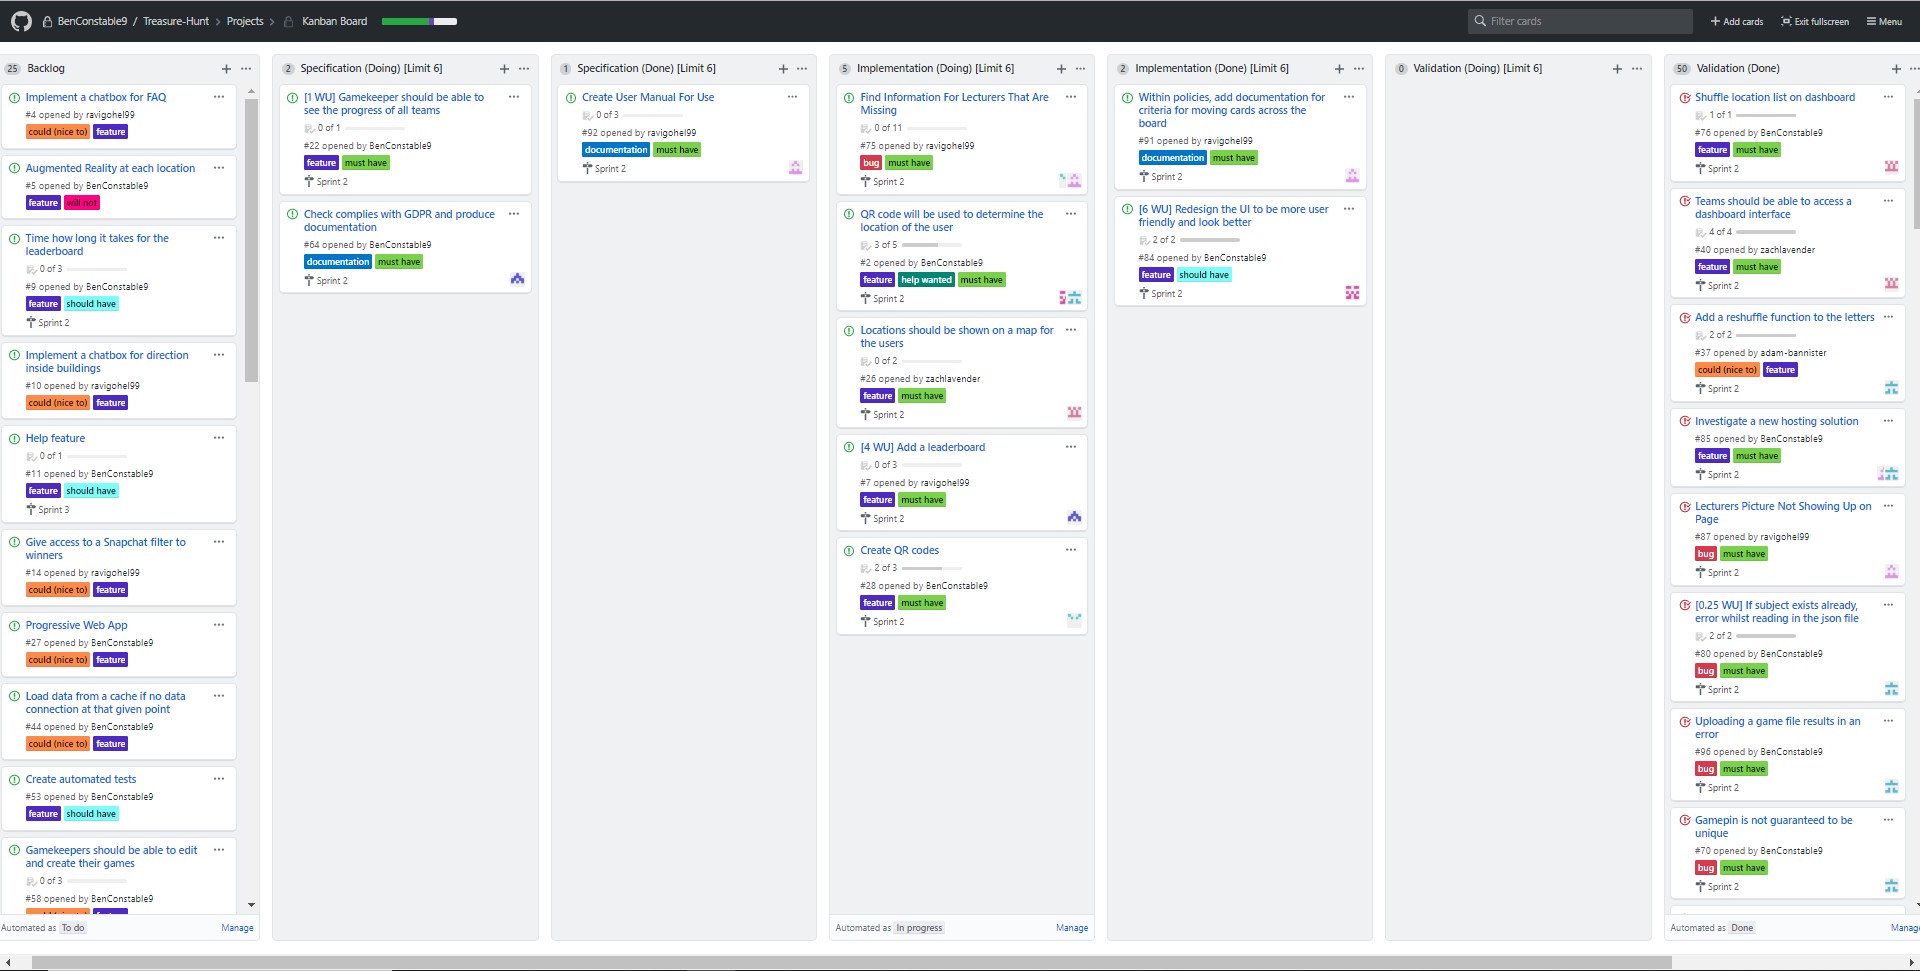 BenConstable9 / Treasure-Hunt > Projects > Kanban Board
Filter cards
+ Add cards
Exit fullscreen
Menu
25 Backlog
Implement a chatbox for FAQ
#4 opened by ravigohel99
could (nice to) feature
Augmented Reality at each location
#5 opened by BenConstable9
feature will not
Time how long it takes for the
leaderboard
0 of 3
#9 opened by BenConstable9
feature should have
Sprint 2
Implement a chatbox for direction
inside buildings
#10 opened by ravigohel99
could (nice to) feature
Help feature
0 of 1
#11 opened by BenConstable9
feature should have
Sprint 3
Give access to a Snapchat filter to
winners
#14 opened by ravigohel99
could (nice to) feature
Progressive Web App
#27 opened by BenConstable9
could (nice to) feature
Load data from a cache if no data
connection at that given point
#44 opened by BenConstable9
could (nice to) feature
Create automated tests
#53 opened by BenConstable9
feature should have
Gamekeepers should be able to edit
and create their games
0 of 3
#58 opened by BenConstable9
Automated as To do
Manage
2 Specification (Doing) [Limit 6]
[1 WU] Gamekeeper should be able to
see the progress of all teams
0 of 1
#22 opened by BenConstable9
feature must have
Sprint 2
Check complies with GDPR and produce
documentation
#64 opened by BenConstable9
documentation must have
Sprint 2
1 Specification (Done) [Limit 6]
Create User Manual For Use
0 of 3
#92 opened by ravigohel99
documentation must have
Sprint 2
5 Implementation (Doing) [Limit 6]
Find Information For Lecturers That Are
Missing
0 of 11
#75 opened by ravigohel99
bug must have
Sprint 2
QR code will be used to determine the
location of the user
3 of 5
#2 opened by BenConstable9
feature help wanted must have
Sprint 2
Locations should be shown on a map for
the users
0 of 2
#26 opened by zachlavender
feature must have
Sprint 2
[4 WU] Add a leaderboard
0 of 3
#7 opened by ravigohel99
feature must have
Sprint 2
Create QR codes
2 of 3
#28 opened by BenConstable9
feature must have
Sprint 2
Automated as In progress
Manage
2 Implementation (Done) [Limit 6]
Within policies, add documentation for
criteria for moving cards across the
board
#91 opened by ravigohel99
documentation must have
Sprint 2
[6 WU] Redesign the UI to be more user
friendly and look better
2 of 2
#84 opened by BenConstable9
feature should have
Sprint 2
0 Validation (Doing) [Limit 6]
50 Validation (Done)
Shuffle location list on dashboard
1 of 1
#76 opened by BenConstable9
feature must have
Sprint 2
Teams should be able to access a
dashboard interface
4 of 4
#40 opened by zachlavender
feature must have
Sprint 2
Add a reshuffle function to the letters
2 of 2
#37 opened by adam-bannister
could (nice to) feature
Sprint 2
Investigate a new hosting solution
#85 opened by BenConstable9
feature must have
Sprint 2
Lecturers Picture Not Showing Up on
Page
#87 opened by ravigohel99
bug must have
Sprint 2
[0.25 WU] If subject exists already,
error whilst reading in the json file
2 of 2
#80 opened by BenConstable9
bug must have
Sprint 2
Uploading a game file results in an
error
#96 opened by BenConstable9
bug must have
Sprint 2
Gamepin is not guaranteed to be
unique
#70 opened by BenConstable9
bug must have
Sprint 2
Automated as Done
Manage